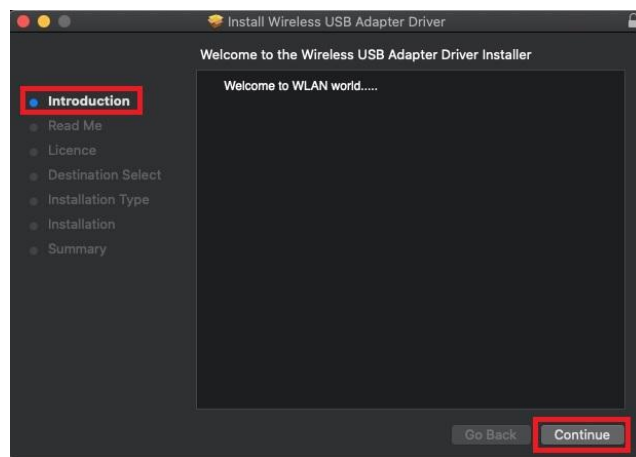 Install Wireless USB Adapter Driver
Welcome to the Wireless USB Adapter Driver Installer
Introduction
Read Me
Licence
Destination Select
Installation Type
Installation
Summary
Welcome to WLAN world.....
Go Back Continue